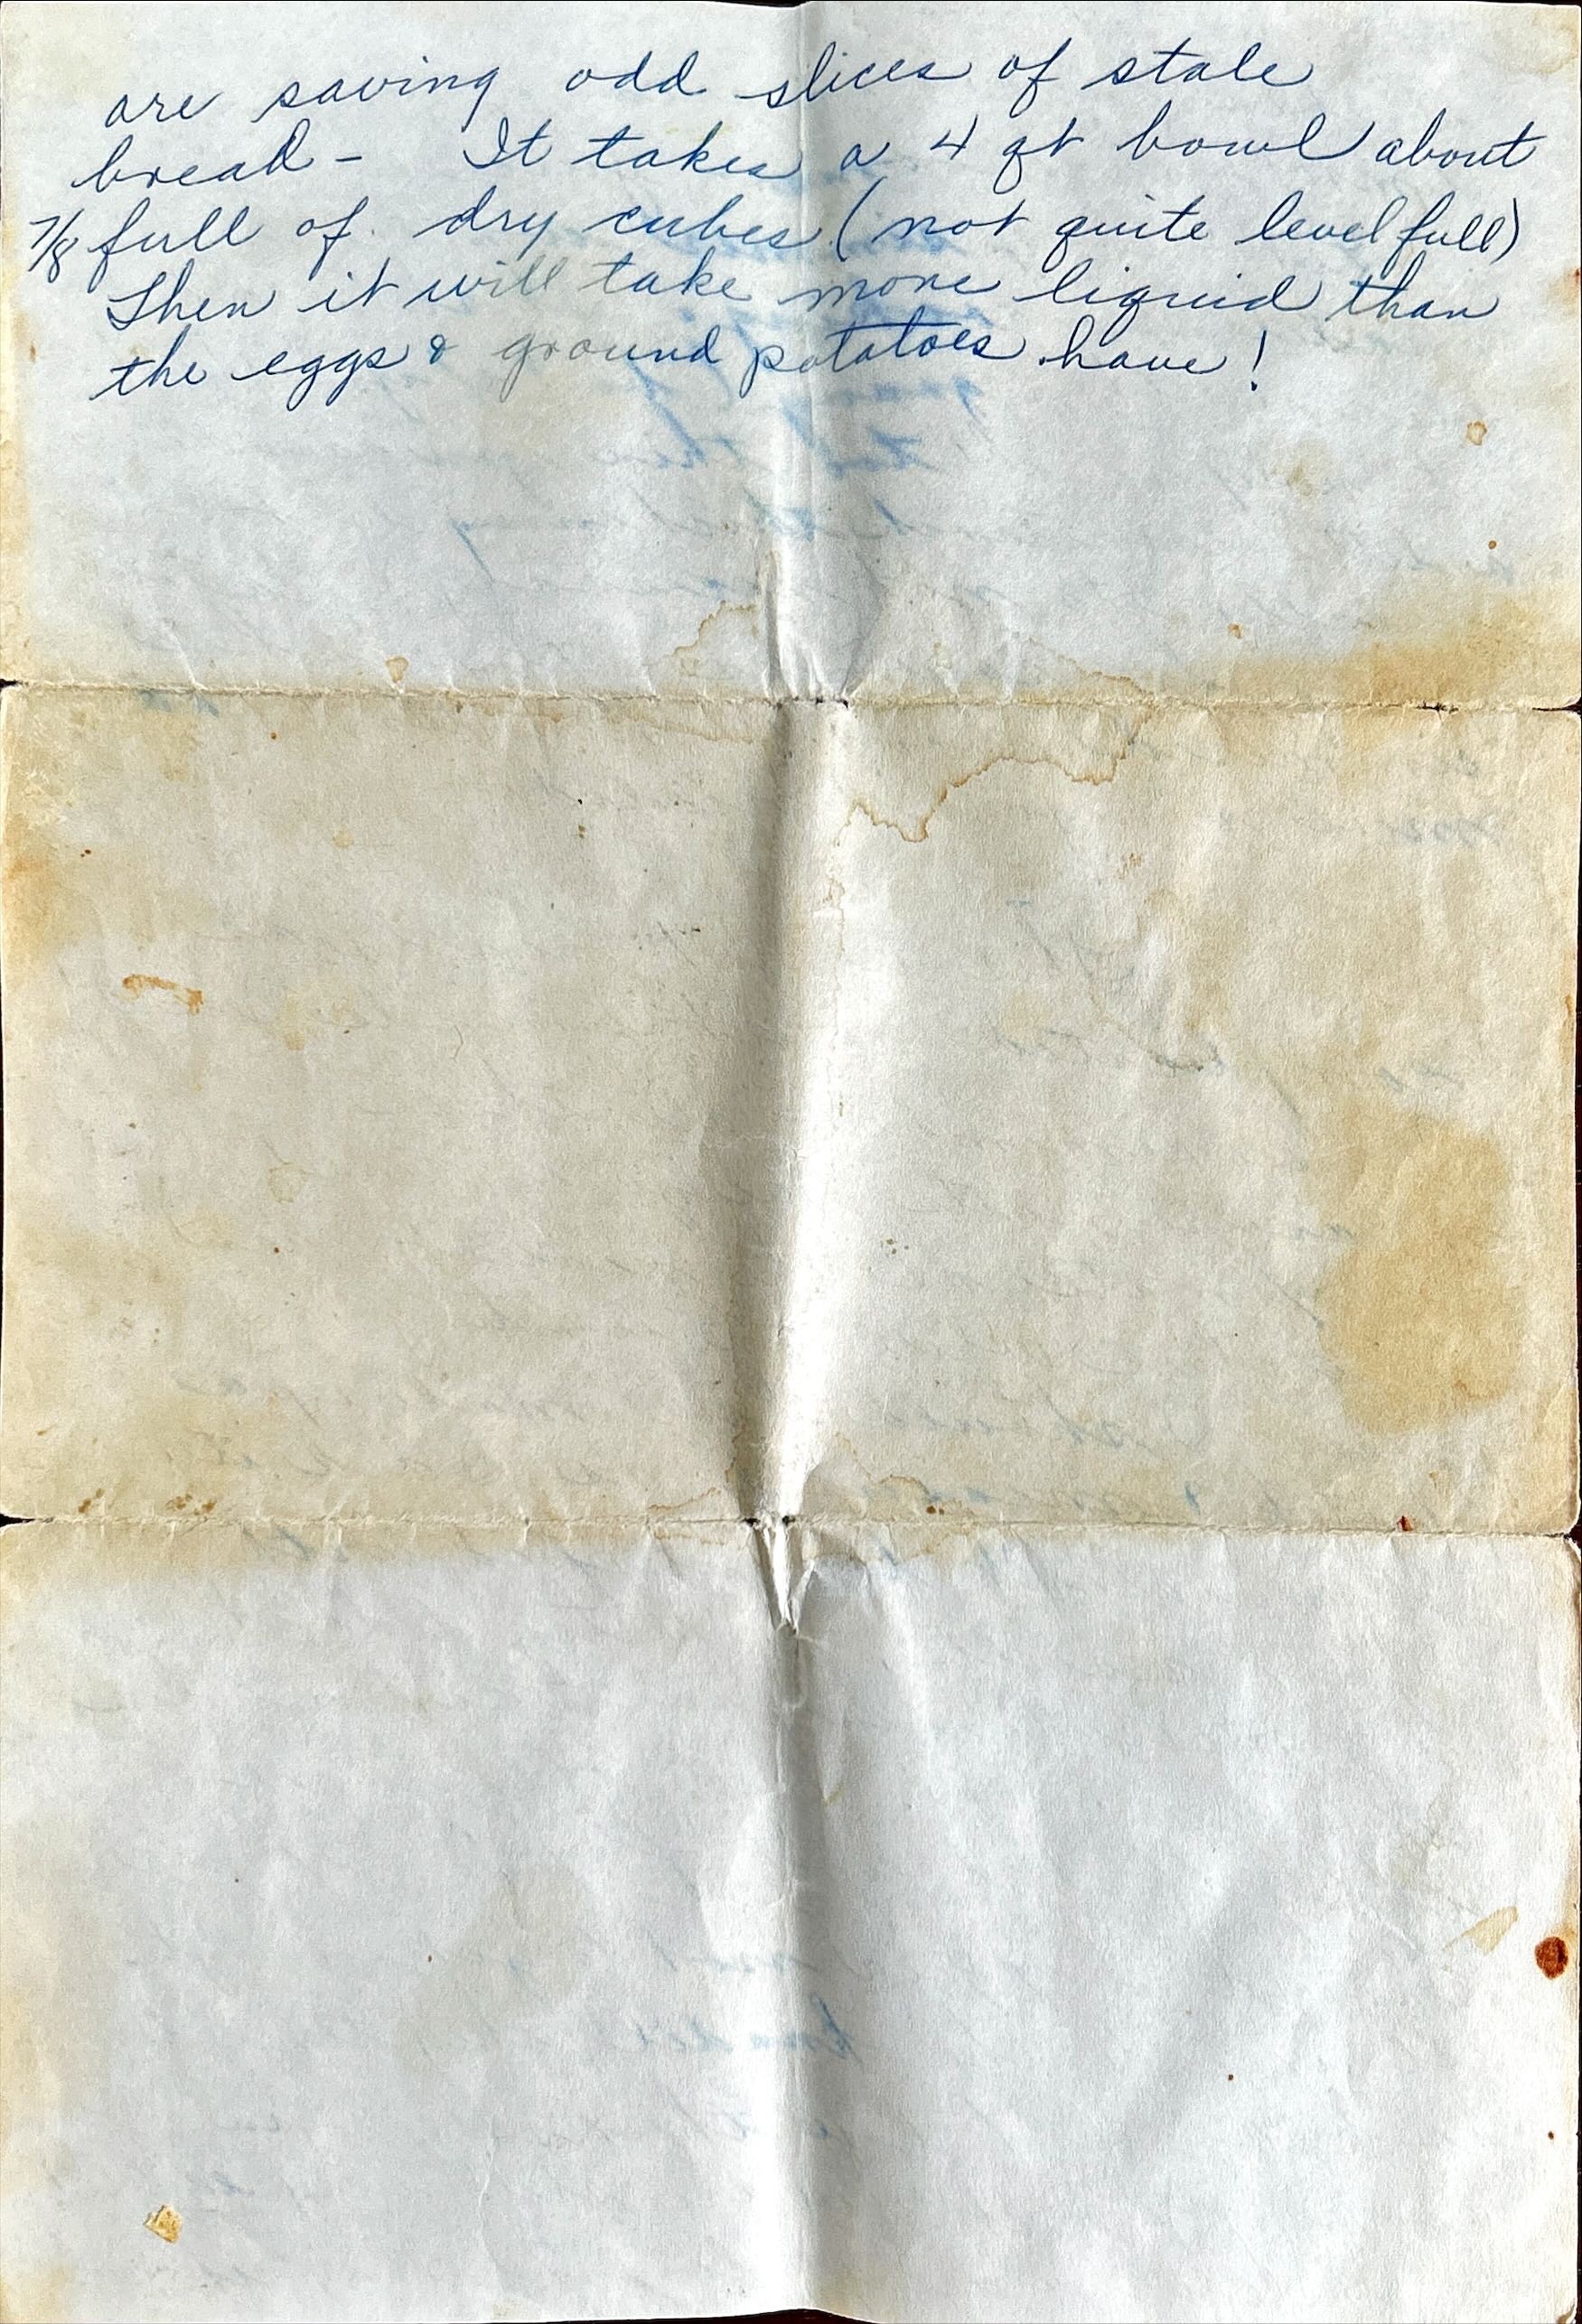 are saving odd slices of stale
bread - It takes a 4 qt bowl about
7/8 full of dry cubes (not quite level full)
Then it will take more liquid than
the eggs & ground potatoes have!